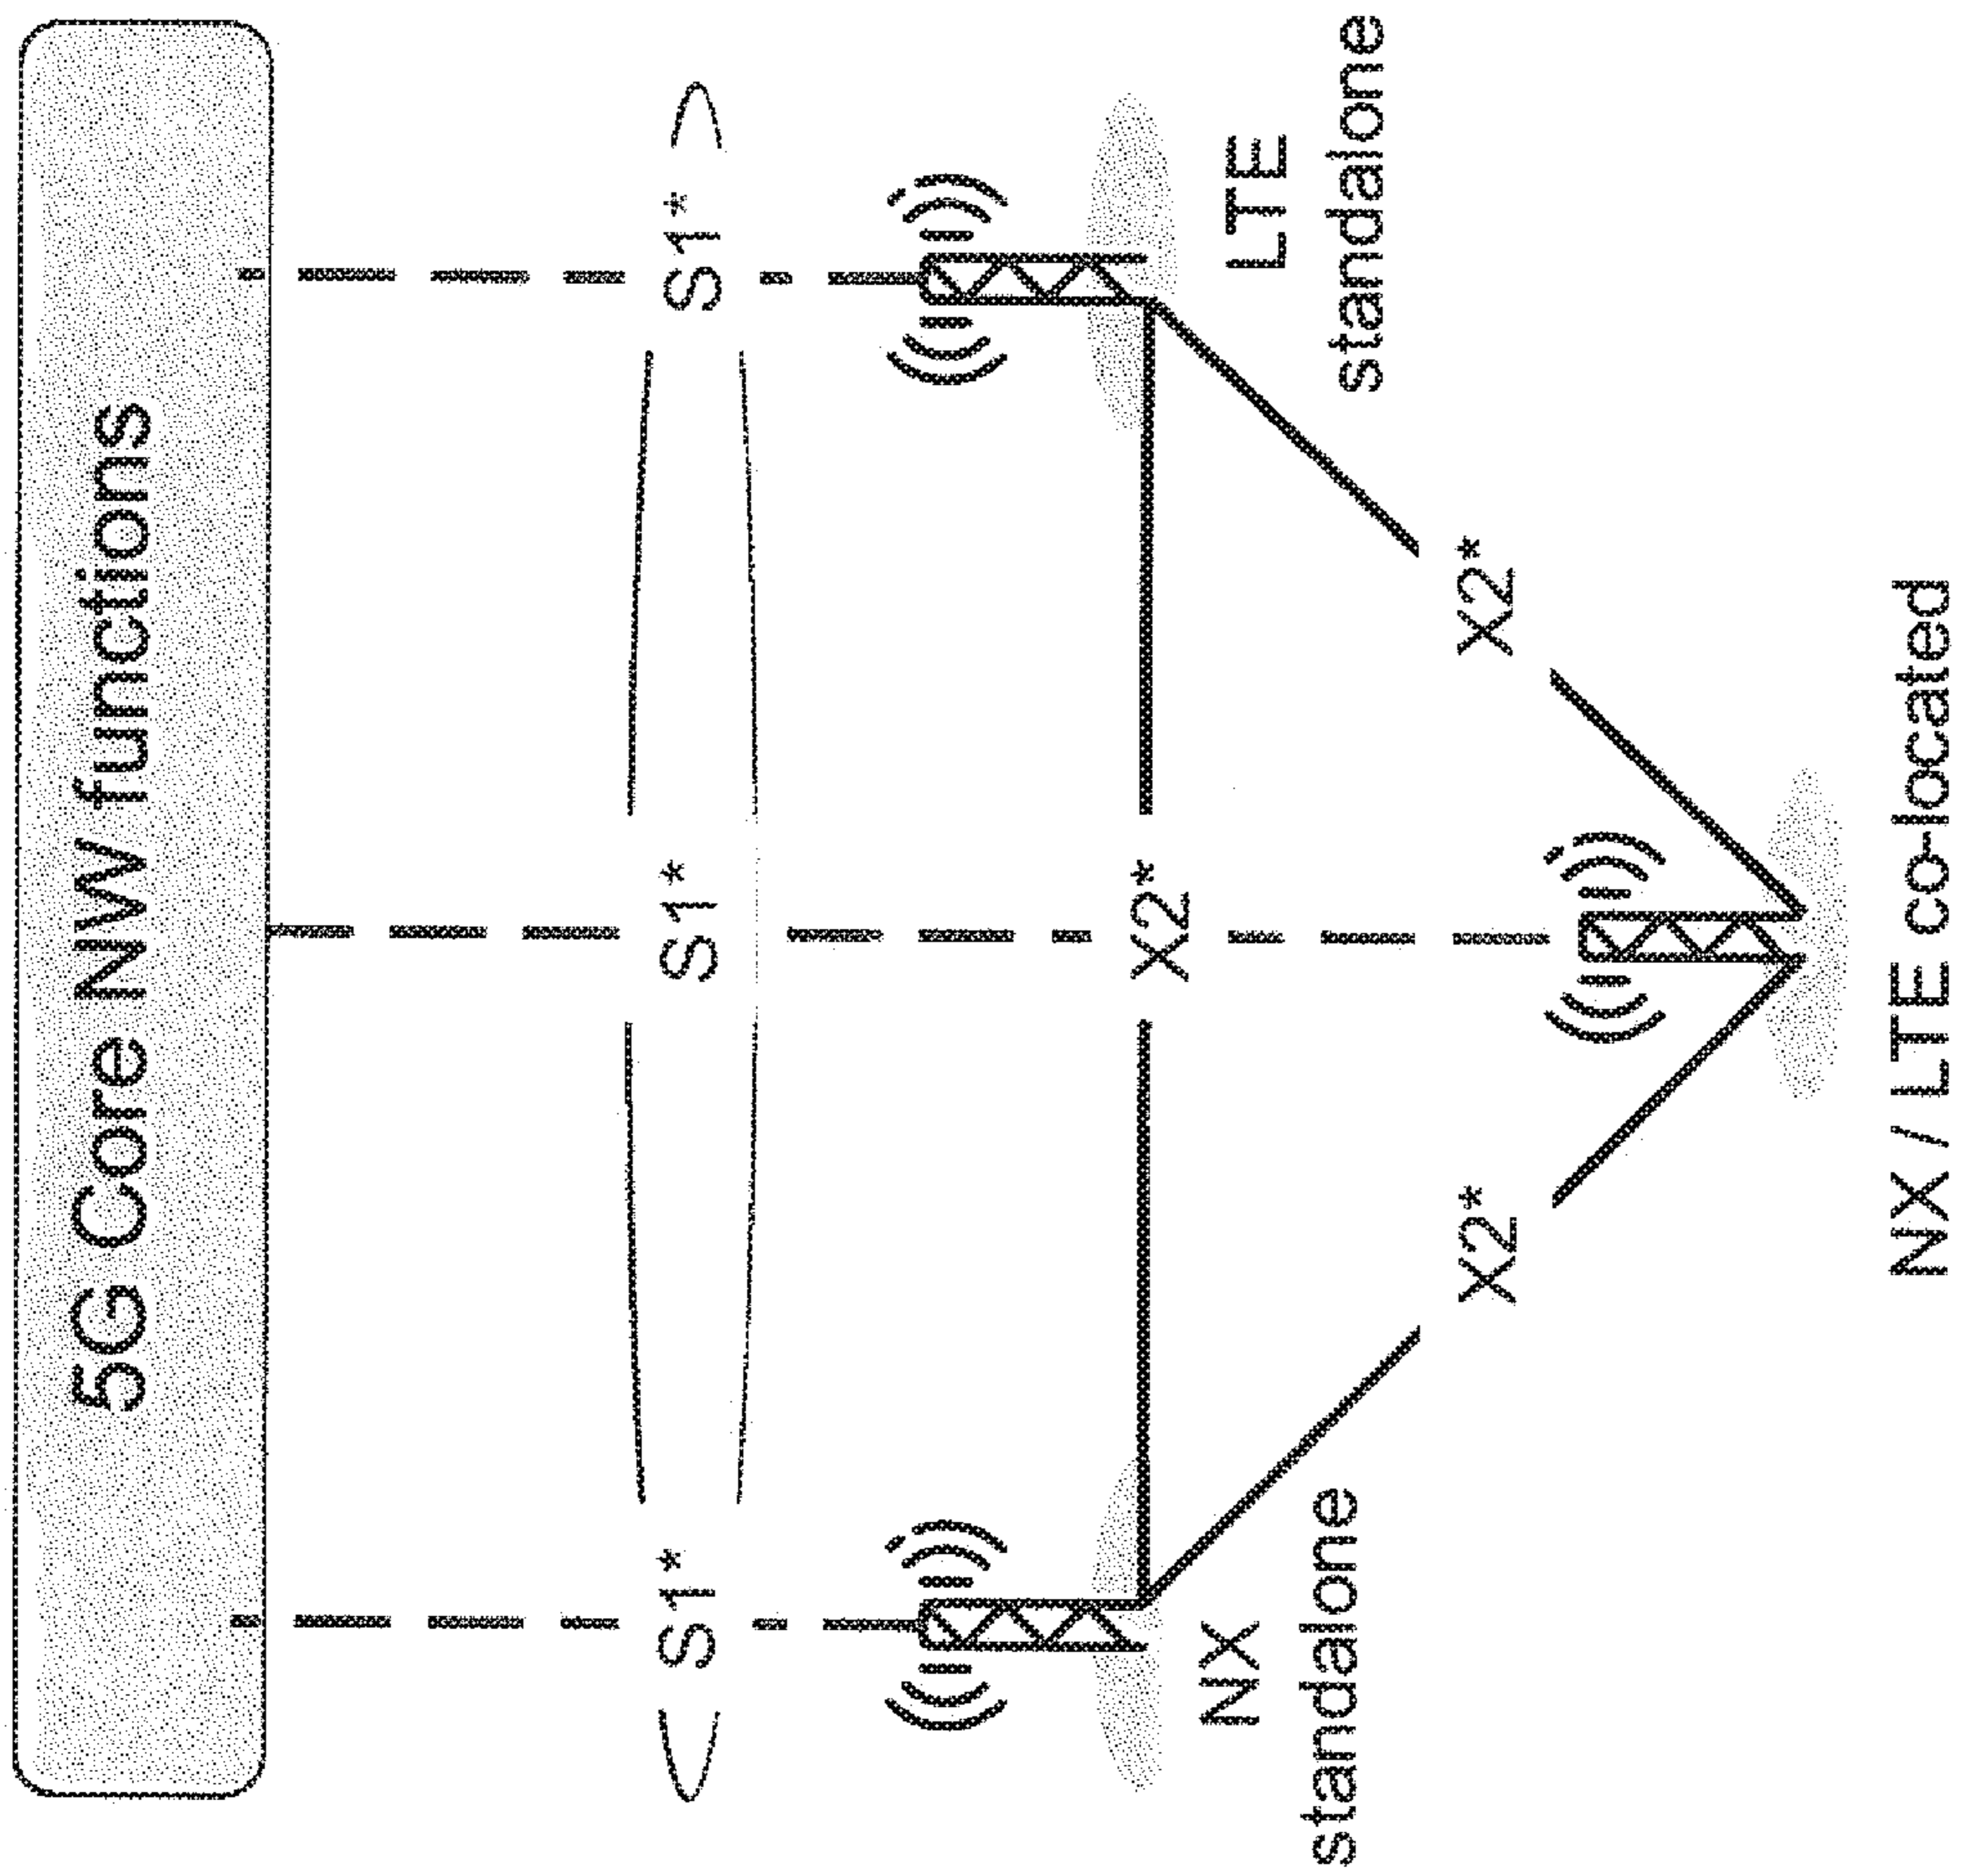 5G Core NW functions
S1*
S1*
S1*
X2*
NX
standalone
LTE
standalone
X2*
X2*
NX / LTE co-located